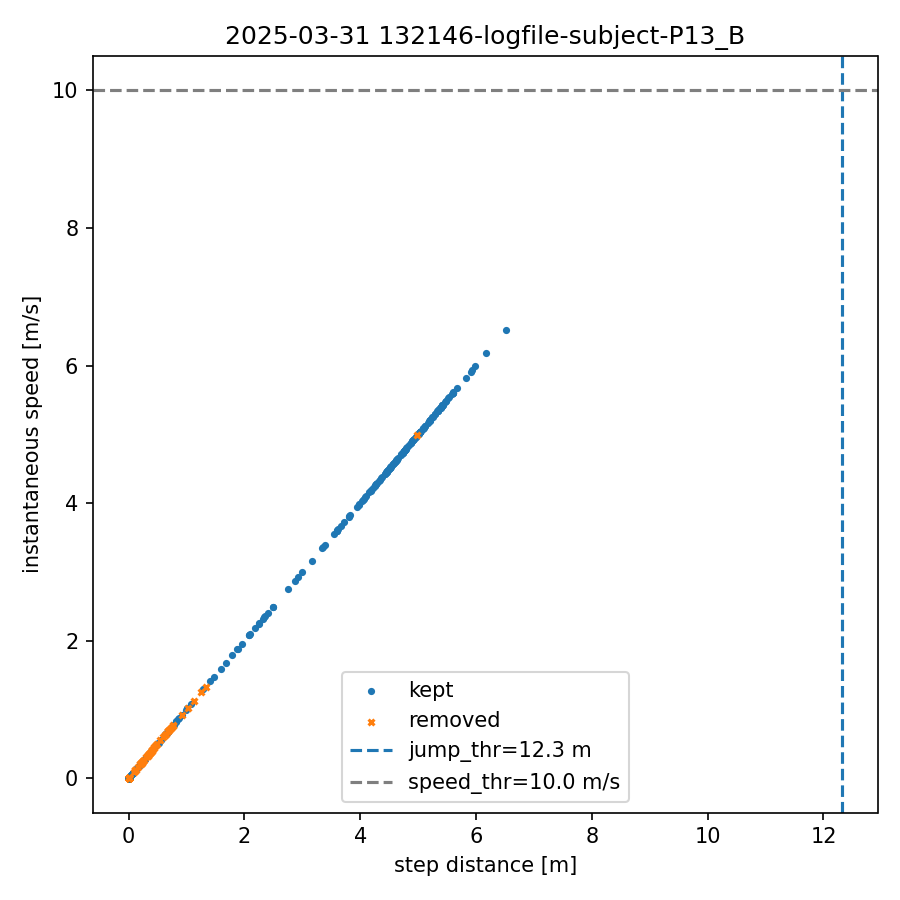 2025-03-31 132146-logfile-subject-P13_B
10
8
6
4
2
0
instantaneous speed [m/s]
kept
removed
jump_thr=12.3 m
speed_thr=10.0 m/s
0 2 4 6 8 10 12
step distance [m]